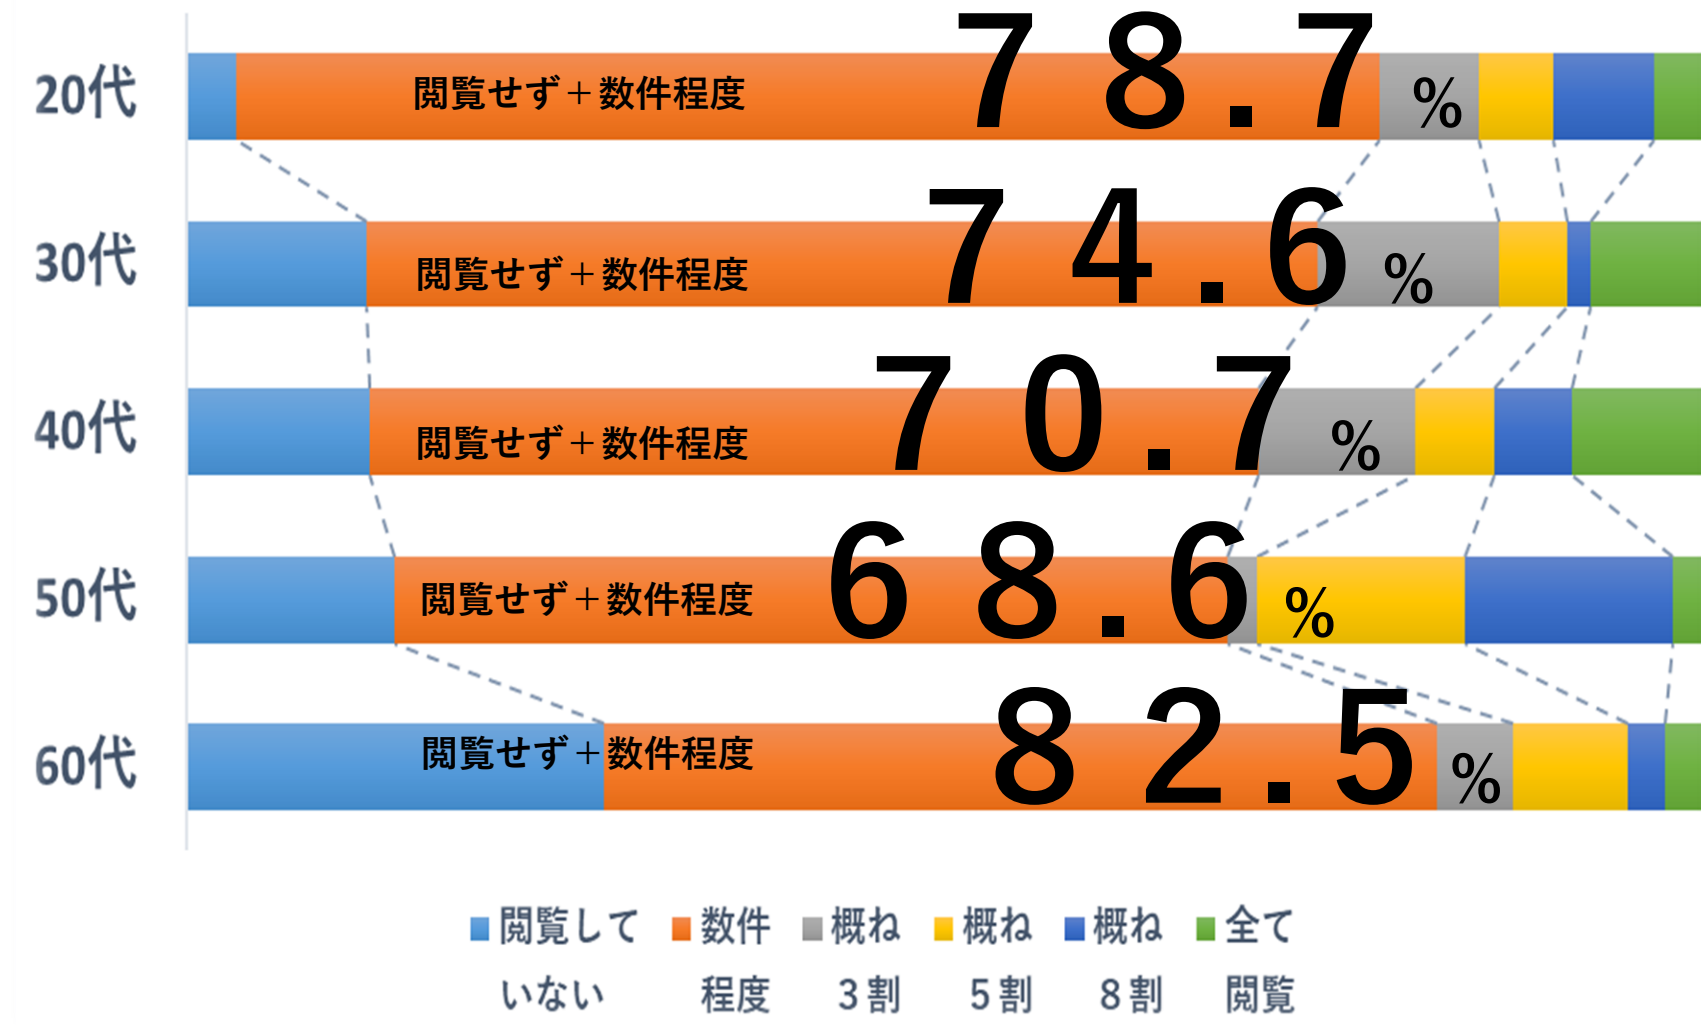 20代 閲覧せず＋数件程度 78.7%
30代 閲覧せず＋数件程度 74.6%
40代 閲覧せず＋数件程度 70.7%
50代 閲覧せず＋数件程度 68.6%
60代 閲覧せず＋数件程度 82.5%
閲覧して 数件 概ね 概ね 概ね 全て
いない 程度 3割 5割 8割 閲覧